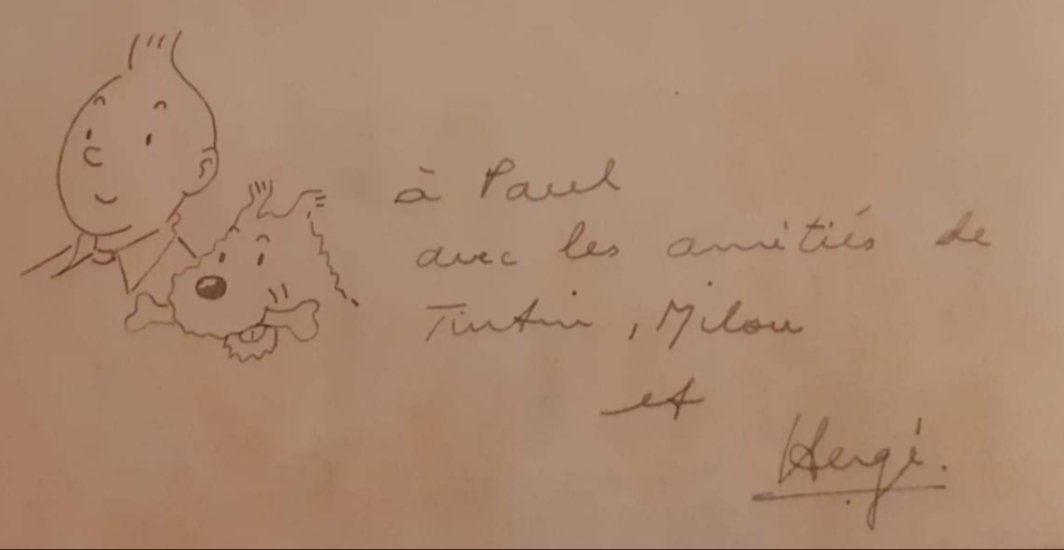 à Paul
avec les amitiés de
Tintin, Milou
et
Hergé.